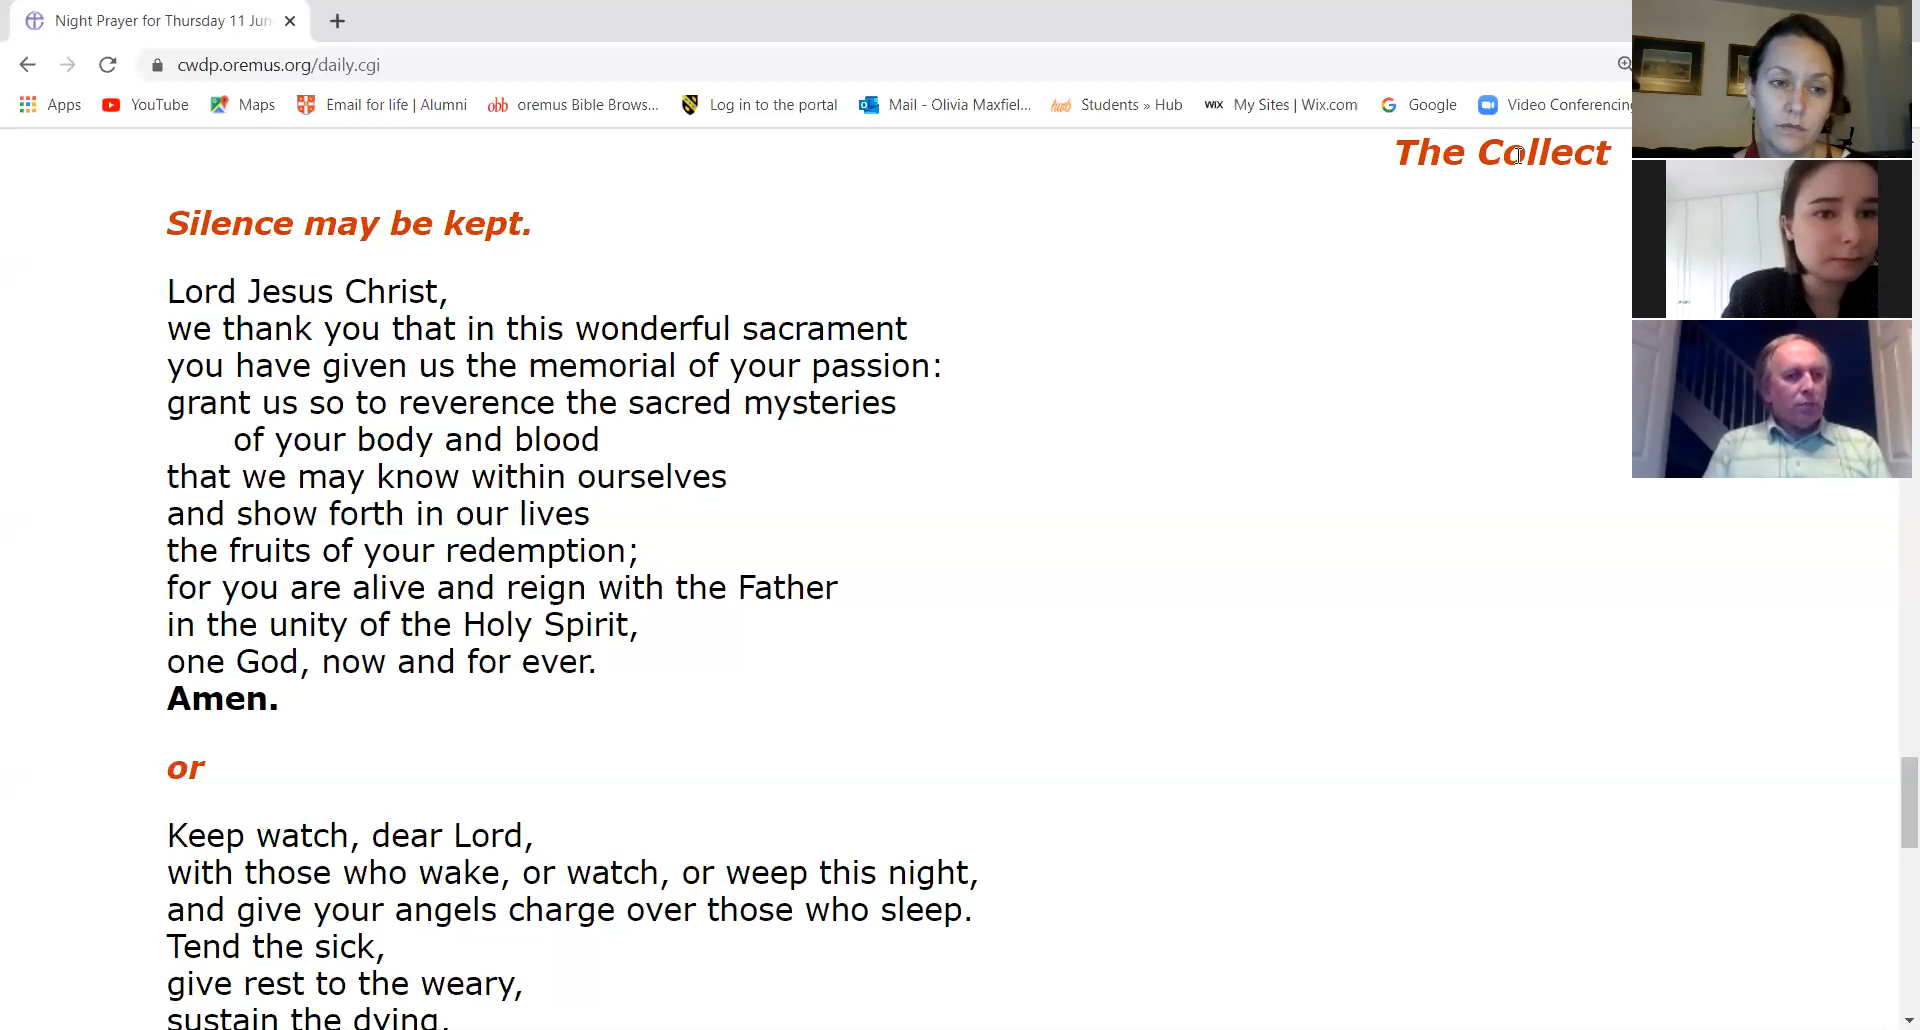 Night Prayer for Thursday 11 Jun
cwdp.oremus.org/daily.cgi
Apps YouTube Maps Email for life | Alumni obb oremus Bible Brows... Log in to the portal Mail - Olivia Maxfiel... Students » Hub WIX My Sites | Wix.com Google Video Conferencing
The Collect
Silence may be kept.
Lord Jesus Christ,
we thank you that in this wonderful sacrament
you have given us the memorial of your passion:
grant us so to reverence the sacred mysteries
of your body and blood
that we may know within ourselves
and show forth in our lives
the fruits of your redemption;
for you are alive and reign with the Father
in the unity of the Holy Spirit,
one God, now and for ever.
Amen.
or
Keep watch, dear Lord,
with those who wake, or watch, or weep this night,
and give your angels charge over those who sleep.
Tend the sick,
give rest to the weary,
sustain the dying,